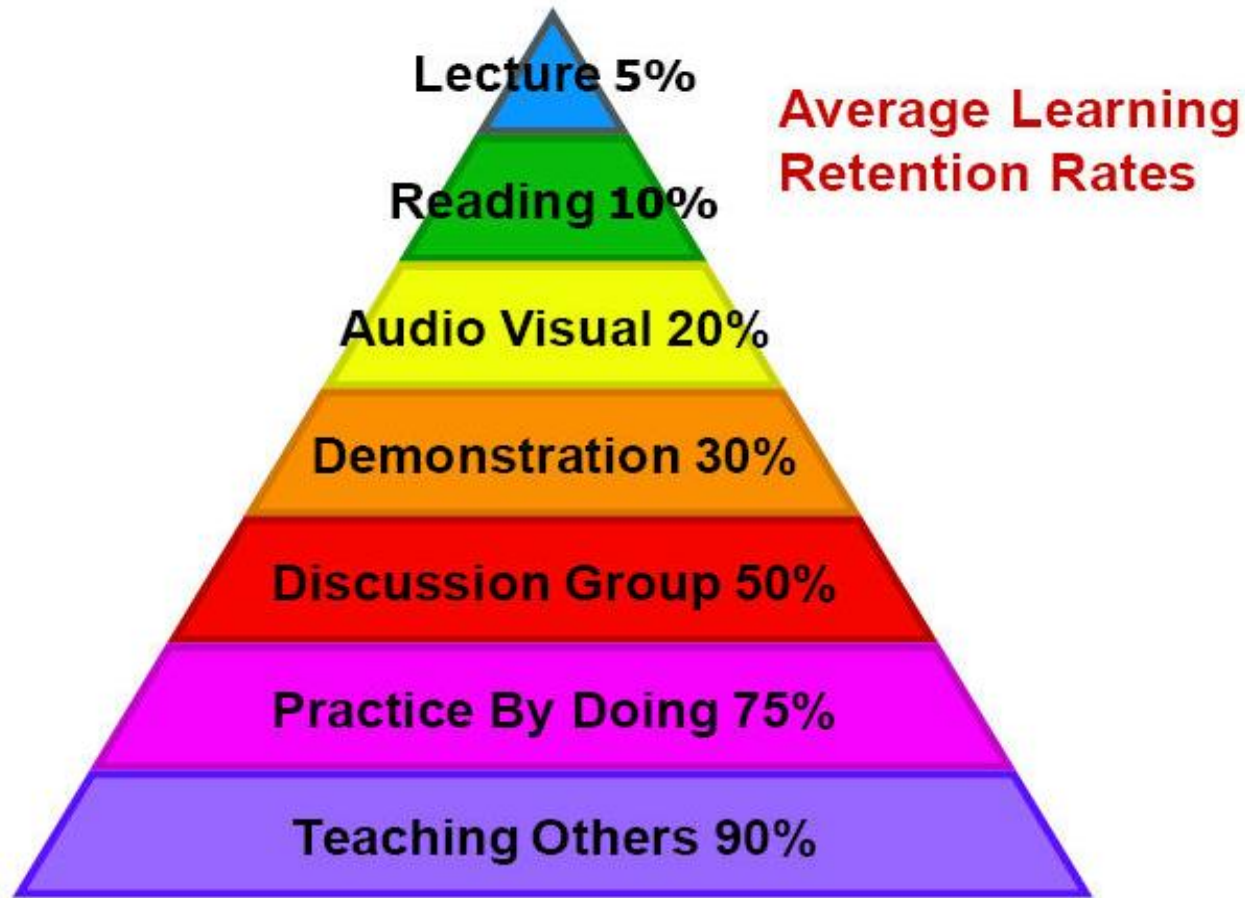 Lecture 5%
Average Learning
Retention Rates
Reading 10%
Audio Visual 20%
Demonstration 30%
Discussion Group 50%
Practice By Doing 75%
Teaching Others 90%